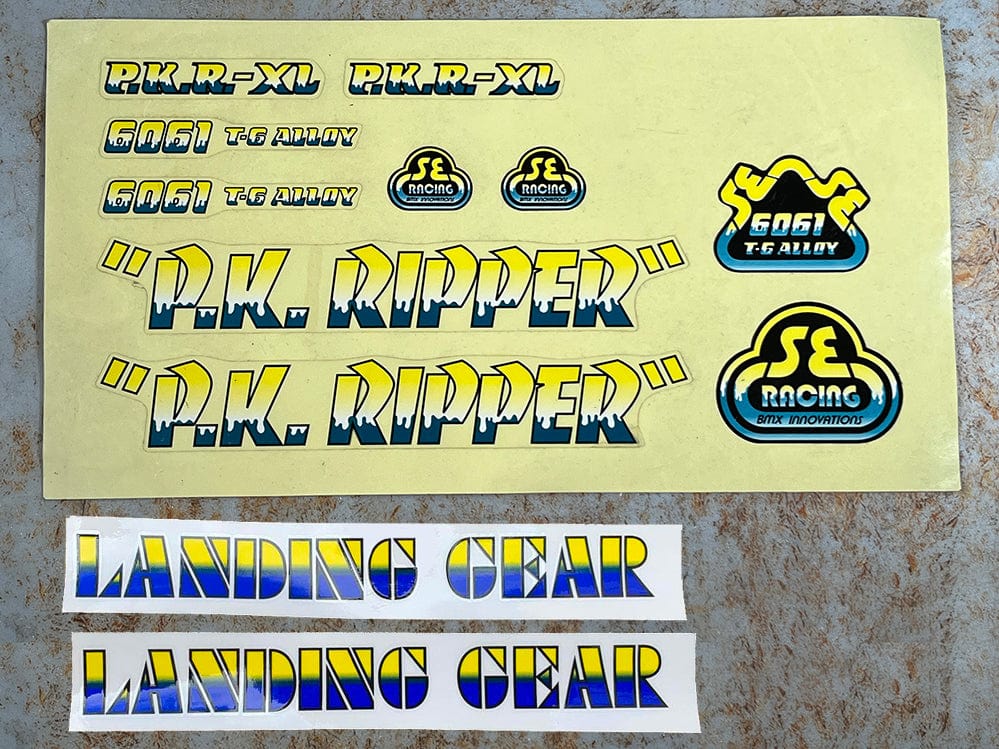 P.K.R.-XL P.K.R.-XL
6061 T-6 ALLOY
6061 T-6 ALLOY
SE
RACING
BMX INNOVATIONS
SE
RACING
BMX INNOVATIONS
SE SE
6061
T-6 ALLOY
"P.K. RIPPER"
"P.K. RIPPER"
SE
RACING
BMX INNOVATIONS
LANDING GEAR
LANDING GEAR